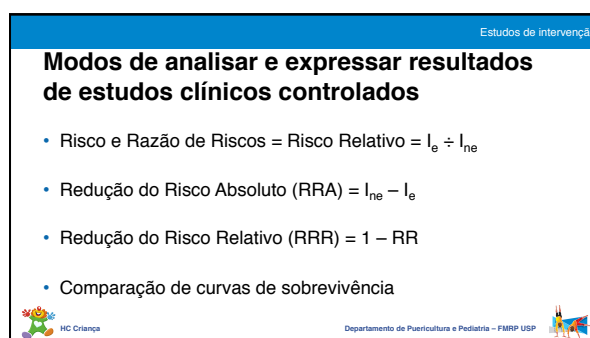 Estudos de intervençã
Modos de analisar e expressar resultados
de estudos clínicos controlados
• Risco e Razão de Riscos = Risco Relativo = Iₑ ÷ Iₙₑ
• Redução do Risco Absoluto (RRA) = Iₙₑ – Iₑ
• Redução do Risco Relativo (RRR) = 1 – RR
• Comparação de curvas de sobrevivência
HC Criança
Departamento de Puericultura e Pediatria – FMRP USP